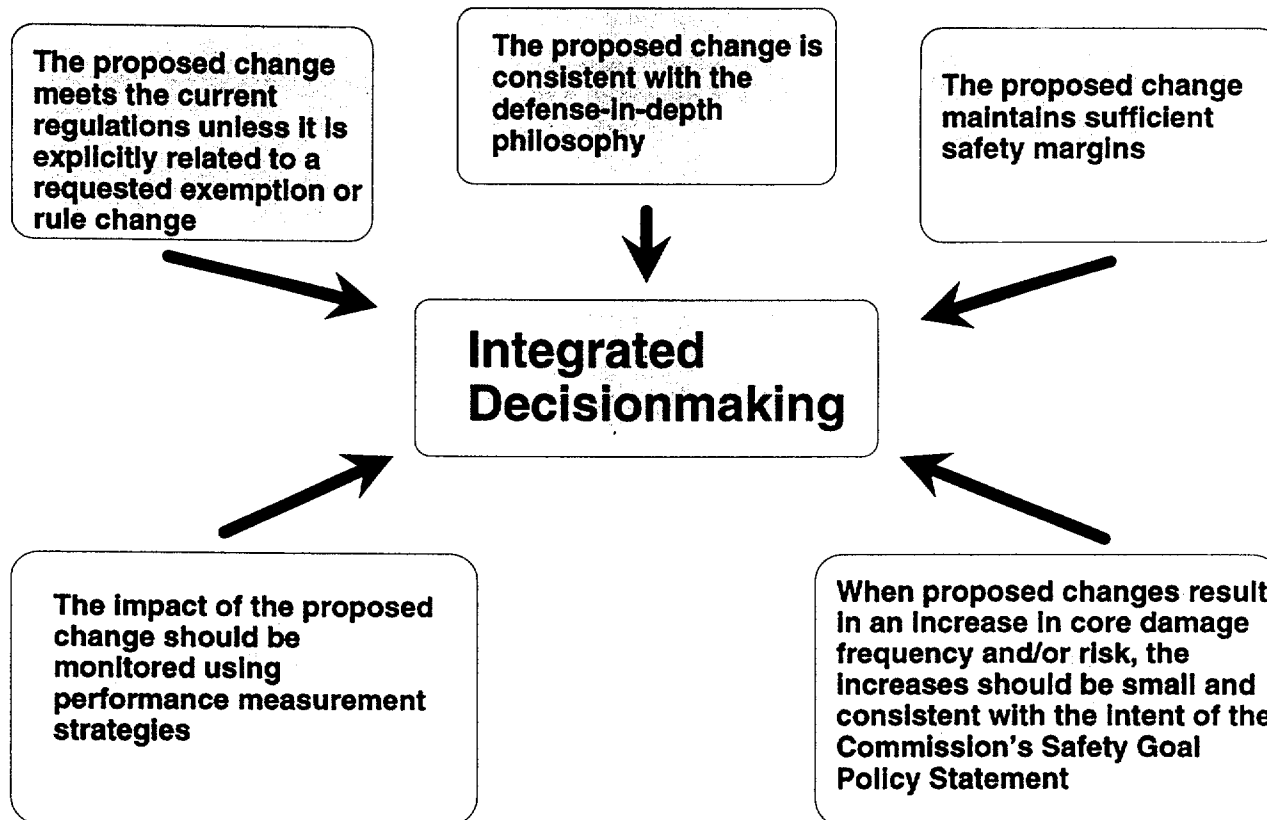 The proposed change
meets the current
regulations unless it is
explicitly related to a
requested exemption or
rule change
The proposed change is
consistent with the
defense-in-depth
philosophy
The proposed change
maintains sufficient
safety margins
Integrated
Decisionmaking
The impact of the proposed
change should be
monitored using
performance measurement
strategies
When proposed changes result
in an increase in core damage
frequency and/or risk, the
increases should be small and
consistent with the intent of the
Commission's Safety Goal
Policy Statement